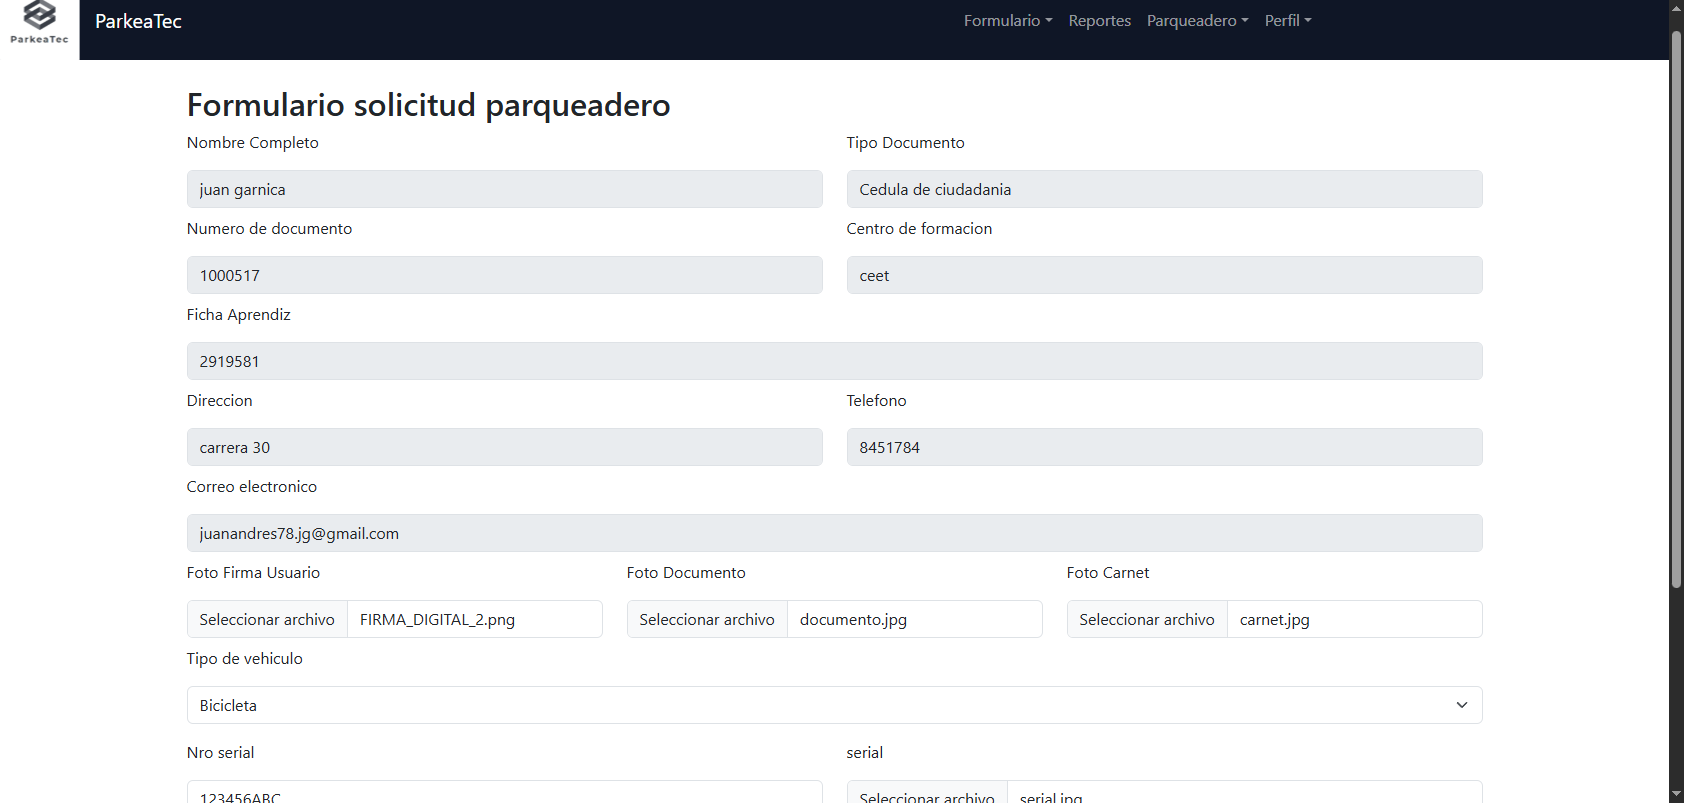 ParkeaTec
ParkeaTec
Formulario
Reportes
Parqueadero
Perfil
Formulario solicitud parqueadero
Nombre Completo
Tipo Documento
juan garnica
Cedula de ciudadania
Numero de documento
Centro de formacion
1000517
ceet
Ficha Aprendiz
2919581
Direccion
Telefono
carrera 30
8451784
Correo electronico
juanandres78.jg@gmail.com
Foto Firma Usuario
Foto Documento
Foto Carnet
Seleccionar archivo FIRMA_DIGITAL_2.png
Seleccionar archivo documento.jpg
Seleccionar archivo carnet.jpg
Tipo de vehiculo
Bicicleta
Nro serial
serial
123456ABC
Seleccionar archivo serial.jpg